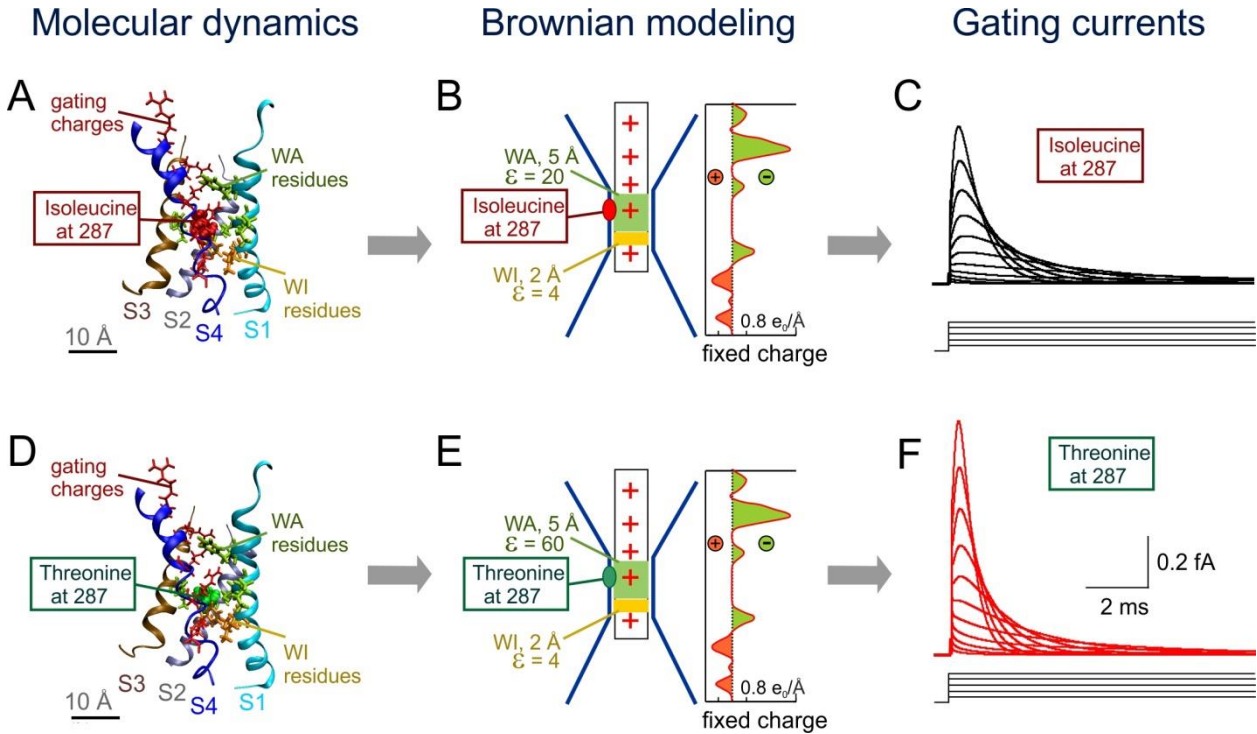 Molecular dynamics
Brownian modeling
Gating currents
A
gating
charges
WA
residues
Isoleucine
at 287
WI
residues
S3
S2
S4
S1
10 Å
B
WA, 5 Å
ε = 20
Isoleucine
at 287
WI, 2 Å
ε = 4
+
+
+
+
+
+
−
0.8 e₀/Å
fixed charge
C
Isoleucine
at 287
D
gating
charges
WA
residues
Threonine
at 287
WI
residues
S3
S2
S4
S1
10 Å
E
WA, 5 Å
ε = 60
Threonine
at 287
WI, 2 Å
ε = 4
+
+
+
+
+
+
−
0.8 e₀/Å
fixed charge
F
Threonine
at 287
0.2 fA
2 ms